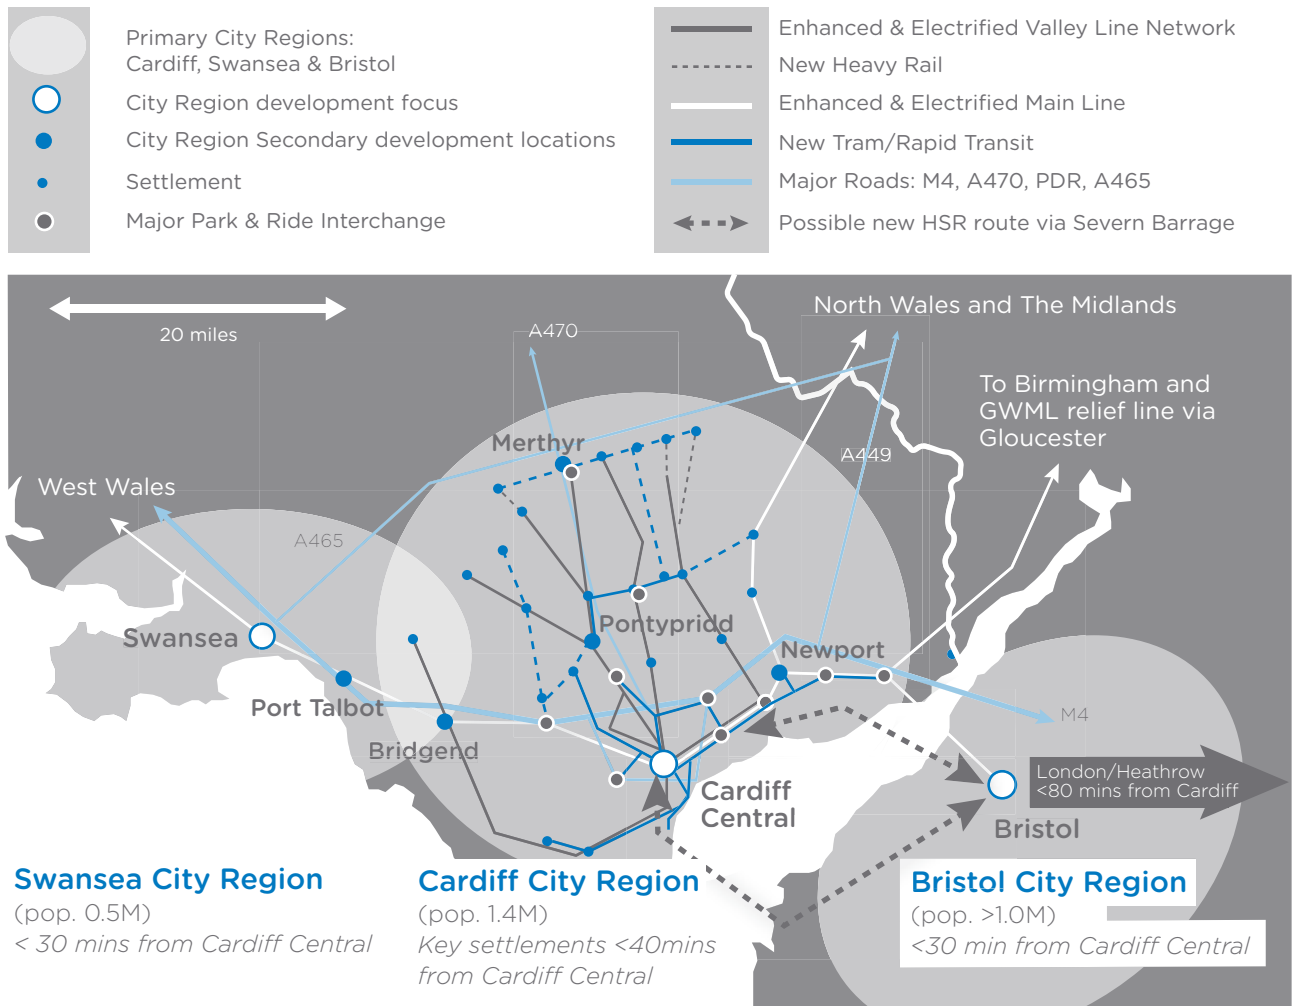 Primary City Regions:
Cardiff, Swansea & Bristol
City Region development focus
City Region Secondary development locations
Settlement
Major Park & Ride Interchange
Enhanced & Electrified Valley Line Network
New Heavy Rail
Enhanced & Electrified Main Line
New Tram/Rapid Transit
Major Roads: M4, A470, PDR, A465
Possible new HSR route via Severn Barrage
20 miles
A470
North Wales and The Midlands
To Birmingham and
GWML relief line via
Gloucester
Merthyr
A449
West Wales
A465
Swansea
Pontypridd
Newport
Port Talbot
Bridgend
M4
Cardiff
Central
London/Heathrow
<80 mins from Cardiff
Bristol
Swansea City Region
(pop. 0.5M)
< 30 mins from Cardiff Central
Cardiff City Region
(pop. 1.4M)
Key settlements <40mins
from Cardiff Central
Bristol City Region
(pop. >1.0M)
<30 min from Cardiff Central